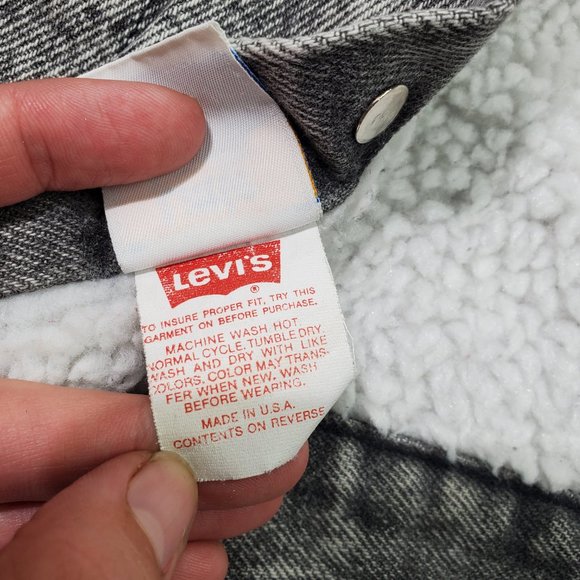 LEVI'S
®
TO INSURE PROPER FIT, TRY THIS
GARMENT ON BEFORE PURCHASE.
MACHINE WASH HOT
NORMAL CYCLE. TUMBLE DRY.
WASH AND DRY WITH LIKE
COLORS. COLOR MAY TRANS-
FER WHEN NEW. WASH
BEFORE WEARING.
MADE IN U.S.A.
CONTENTS ON REVERSE